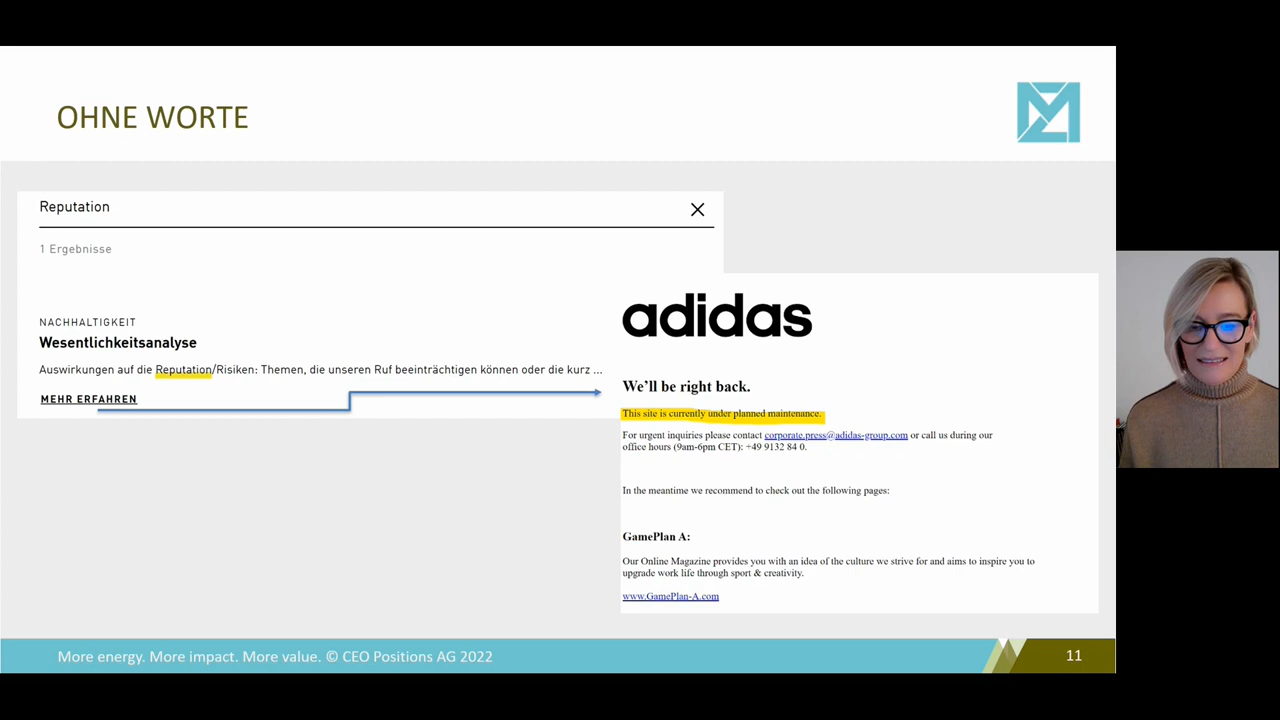 OHNE WORTE
Reputation
1 Ergebnisse
NACHHALTIGKEIT
Wesentlichkeitsanalyse
Auswirkungen auf die Reputation/Risiken: Themen, die unseren Ruf beeinträchtigen können oder die kurz ...
MEHR ERFAHREN
adidas
We'll be right back.
This site is currently under planned maintenance.
For urgent inquiries please contact corporate.press@adidas-group.com or call us during our
office hours (9am-6pm CET): +49 9132 84 0.
In the meantime we recommend to check out the following pages:
GamePlan A:
Our Online Magazine provides you with an idea of the culture we strive for and aims to inspire you to
upgrade work life through sport & creativity.
www.GamePlan-A.com
More energy. More impact. More value. © CEO Positions AG 2022
11